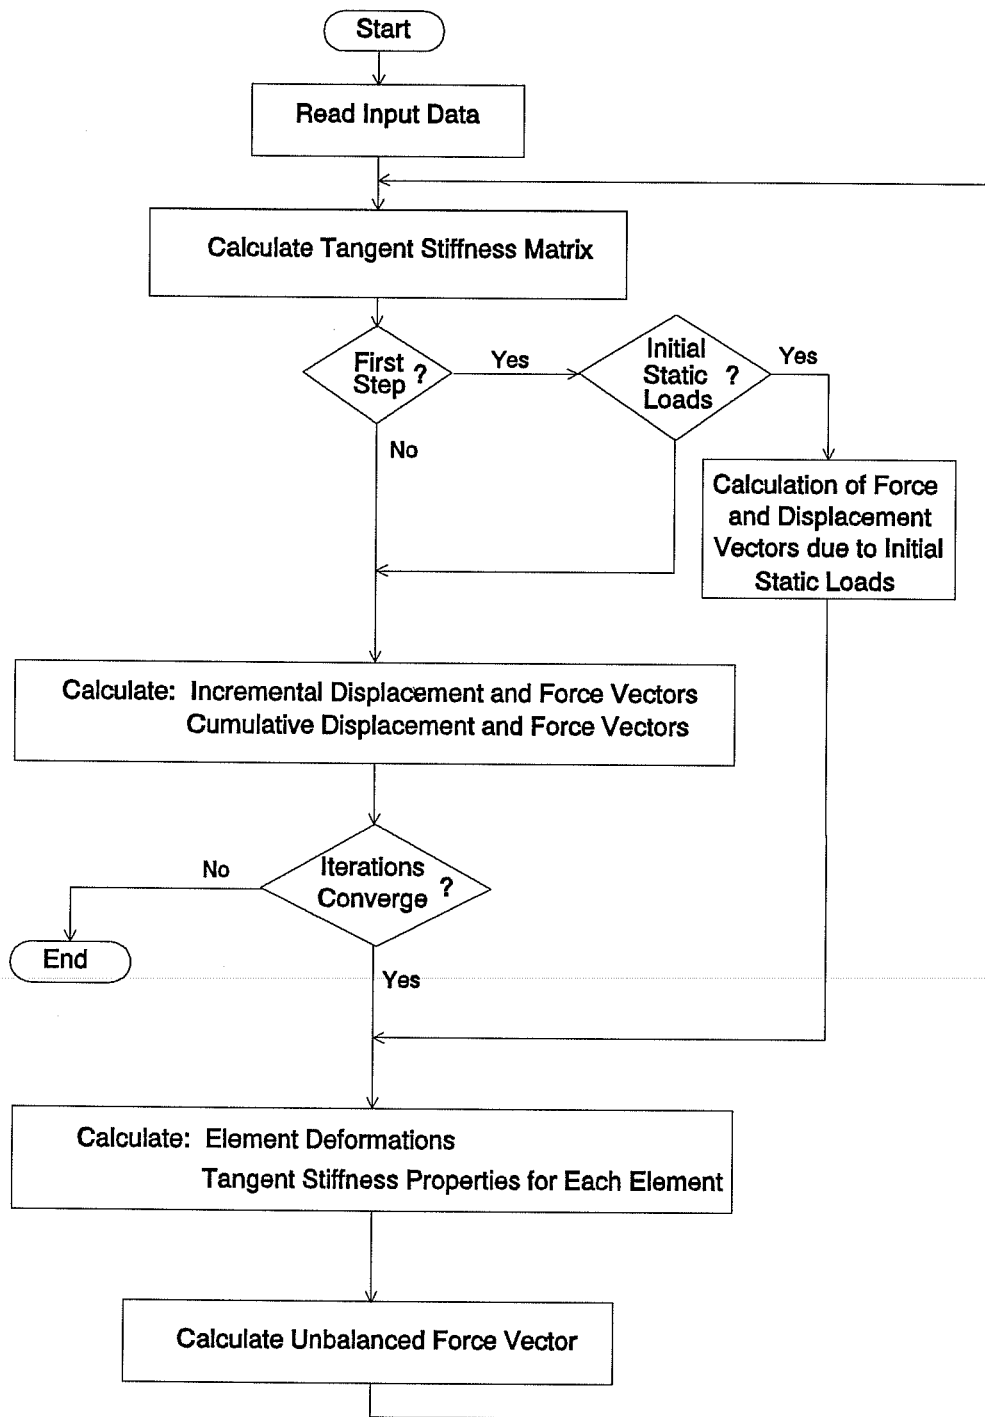 Start
Read Input Data
Calculate Tangent Stiffness Matrix
First
Step ?
Yes
Initial
Static ?
Loads
Yes
No
Calculation of Force
and Displacement
Vectors due to Initial
Static Loads
Calculate: Incremental Displacement and Force Vectors
Cumulative Displacement and Force Vectors
Iterations
Converge ?
No
End
Yes
Calculate: Element Deformations
Tangent Stiffness Properties for Each Element
Calculate Unbalanced Force Vector